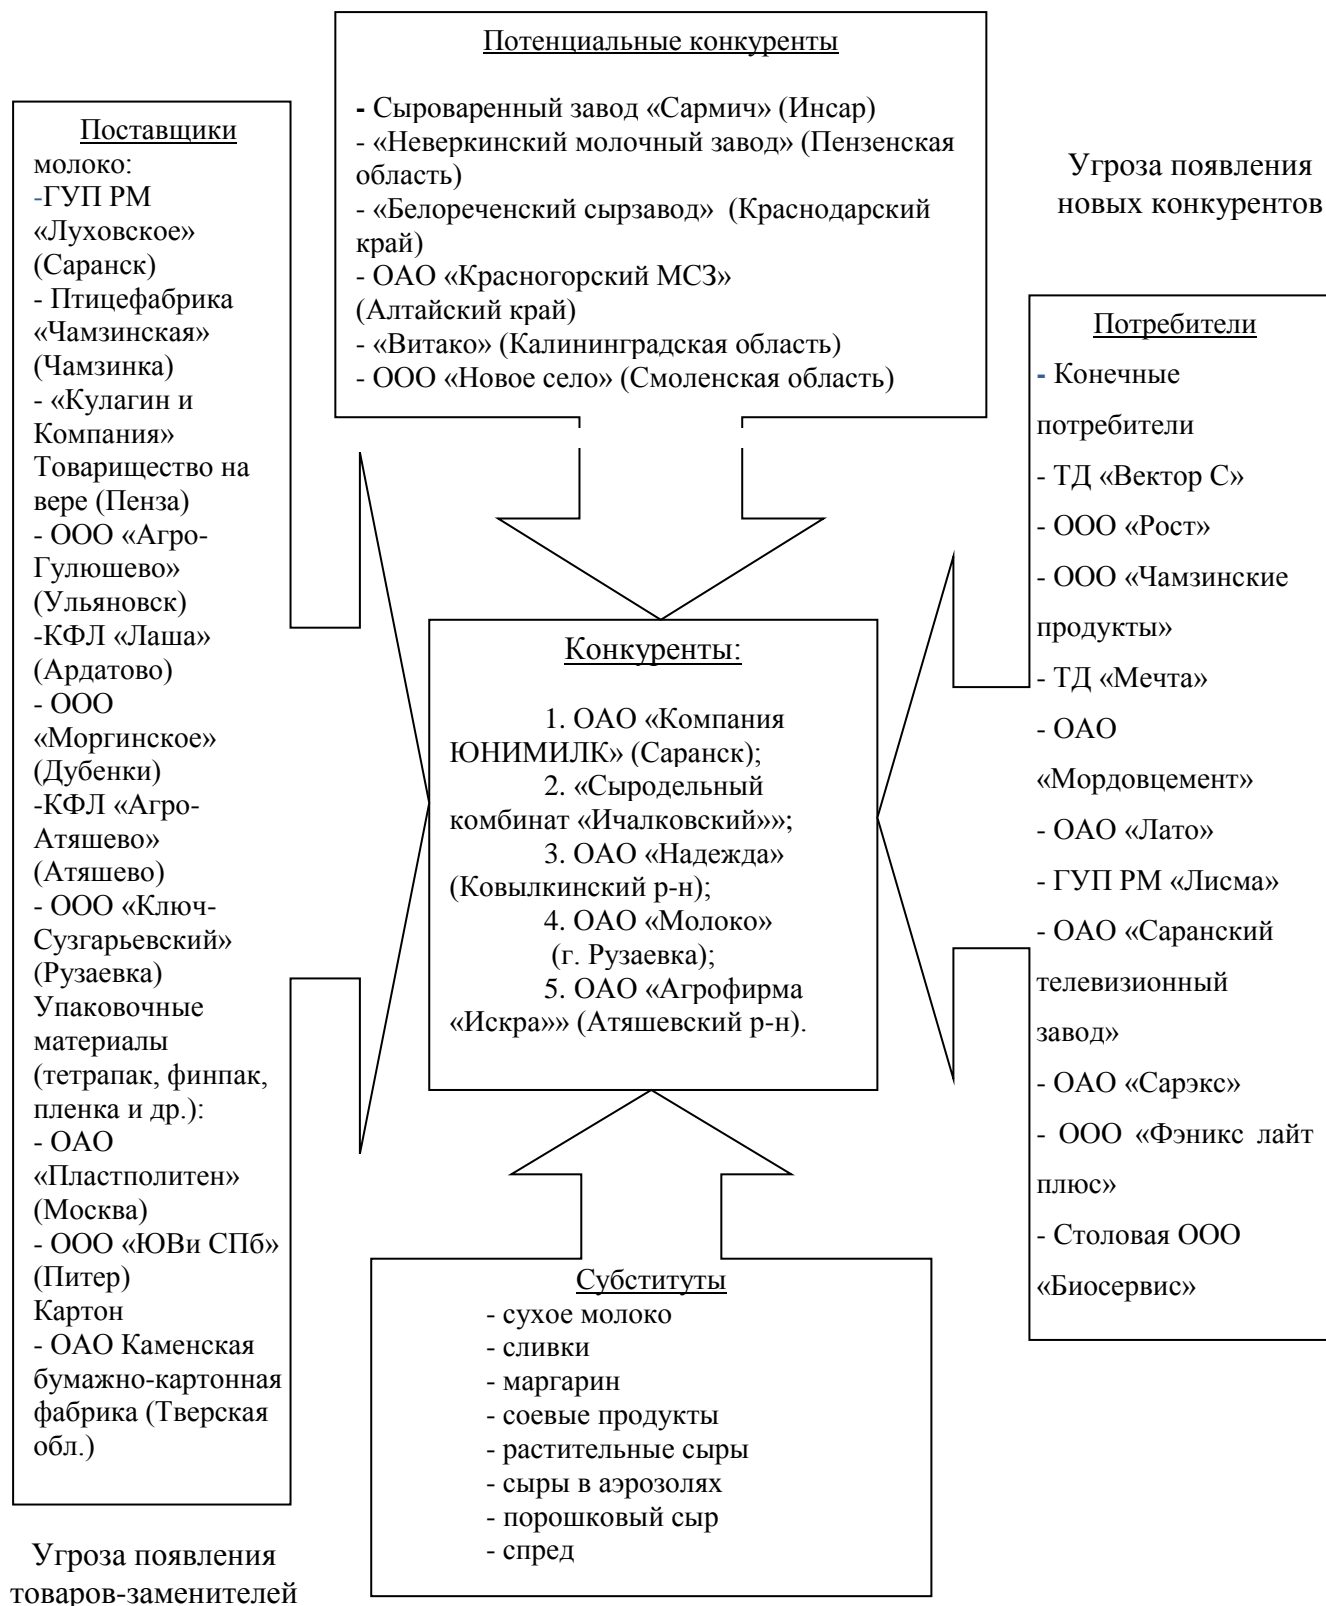 Потенциальные конкуренты
- Сыроваренный завод «Сармич» (Инсар)
- «Неверкинский молочный завод» (Пензенская
область)
- «Белореченский сырзавод» (Краснодарский
край)
- ОАО «Красногорский МСЗ»
(Алтайский край)
- «Витако» (Калининградская область)
- ООО «Новое село» (Смоленская область)
Поставщики
молоко:
-ГУП РМ
«Луховское»
(Саранск)
- Птицефабрика
«Чамзинская»
(Чамзинка)
- «Кулагин и
Компания»
Товарищество на
вере (Пенза)
- ООО «Агро-
Гулюшево»
(Ульяновск)
-КФЛ «Лаша»
(Ардатово)
- ООО
«Моргинское»
(Дубенки)
-КФЛ «Агро-
Атяшево»
(Атяшево)
- ООО «Ключ-
Сузгарьевский»
(Рузаевка)
Упаковочные
материалы
(тетрапак, финпак,
пленка и др.):
- ОАО
«Пластполитен»
(Москва)
- ООО «ЮВи СПб»
(Питер)
Картон
- ОАО Каменская
бумажно-картонная
фабрика (Тверская
обл.)
Угроза появления
новых конкурентов
Конкуренты:
1. ОАО «Компания
ЮНИМИЛК» (Саранск);
2. «Сыродельный
комбинат «Ичалковский»»;
3. ОАО «Надежда»
(Ковылкинский р-н);
4. ОАО «Молоко»
(г. Рузаевка);
5. ОАО «Агрофирма
«Искра»» (Атяшевский р-н).
Потребители
- Конечные
потребители
- ТД «Вектор С»
- ООО «Рост»
- ООО «Чамзинские
продукты»
- ТД «Мечта»
- ОАО
«Мордовцемент»
- ОАО «Лато»
- ГУП РМ «Лисма»
- ОАО «Саранский
телевизионный
завод»
- ОАО «Сарэкс»
- ООО «Фэникс лайт
плюс»
- Столовая ООО
«Биосервис»
Субституты
- сухое молоко
- сливки
- маргарин
- соевые продукты
- растительные сыры
- сыры в аэрозолях
- порошковый сыр
- спред
Угроза появления
товаров-заменителей